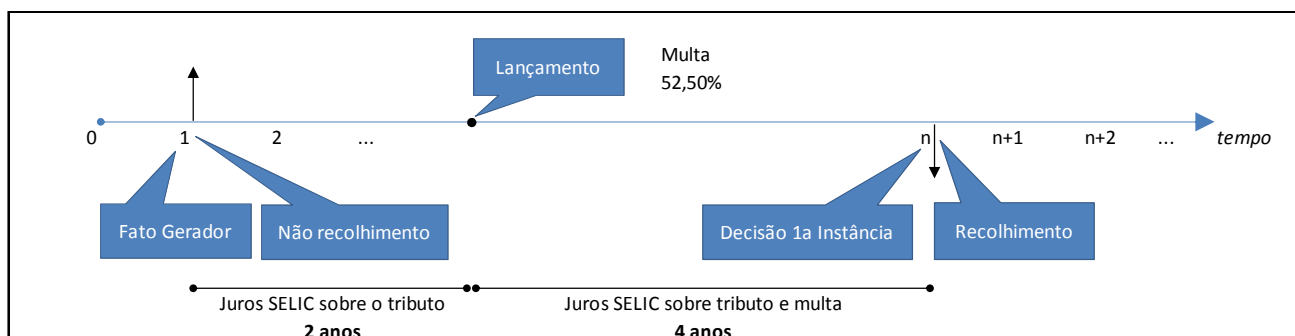 Lançamento
Multa
52,50%
0 1 2 ... n n+1 n+2 ... tempo
Fato Gerador
Não recolhimento
Decisão 1a Instância
Recolhimento
Juros SELIC sobre o tributo
2 anos
Juros SELIC sobre tributo e multa
4 anos